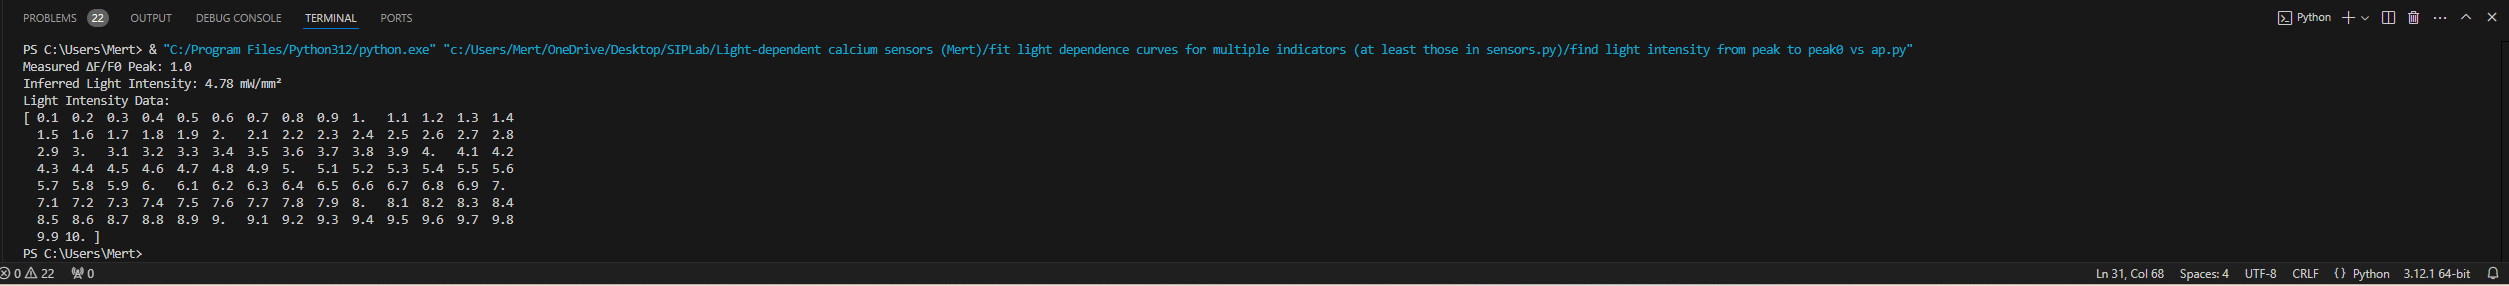 PROBLEMS 22 OUTPUT DEBUG CONSOLE TERMINAL PORTS Python
PS C:\Users\Mert> & "C:/Program Files/Python312/python.exe" "c:/Users/Mert/OneDrive/Desktop/SIPLab/Light-dependent calcium sensors (Mert)/fit light dependence curves for multiple indicators (at least those in sensors.py)/find light intensity from peak to peak0 vs ap.py"
Measured ΔF/F0 Peak: 1.0
Inferred Light Intensity: 4.78 mW/mm²
Light Intensity Data:
[ 0.1  0.2  0.3  0.4  0.5  0.6  0.7  0.8  0.9  1.   1.1  1.2  1.3  1.4
  1.5  1.6  1.7  1.8  1.9  2.   2.1  2.2  2.3  2.4  2.5  2.6  2.7  2.8
  2.9  3.   3.1  3.2  3.3  3.4  3.5  3.6  3.7  3.8  3.9  4.   4.1  4.2
  4.3  4.4  4.5  4.6  4.7  4.8  4.9  5.   5.1  5.2  5.3  5.4  5.5  5.6
  5.7  5.8  5.9  6.   6.1  6.2  6.3  6.4  6.5  6.6  6.7  6.8  6.9  7.
  7.1  7.2  7.3  7.4  7.5  7.6  7.7  7.8  7.9  8.   8.1  8.2  8.3  8.4
  8.5  8.6  8.7  8.8  8.9  9.   9.1  9.2  9.3  9.4  9.5  9.6  9.7  9.8
  9.9 10. ]
PS C:\Users\Mert>
0 22 0 Ln 31, Col 68 Spaces: 4 UTF-8 CRLF {} Python 3.12.1 64-bit